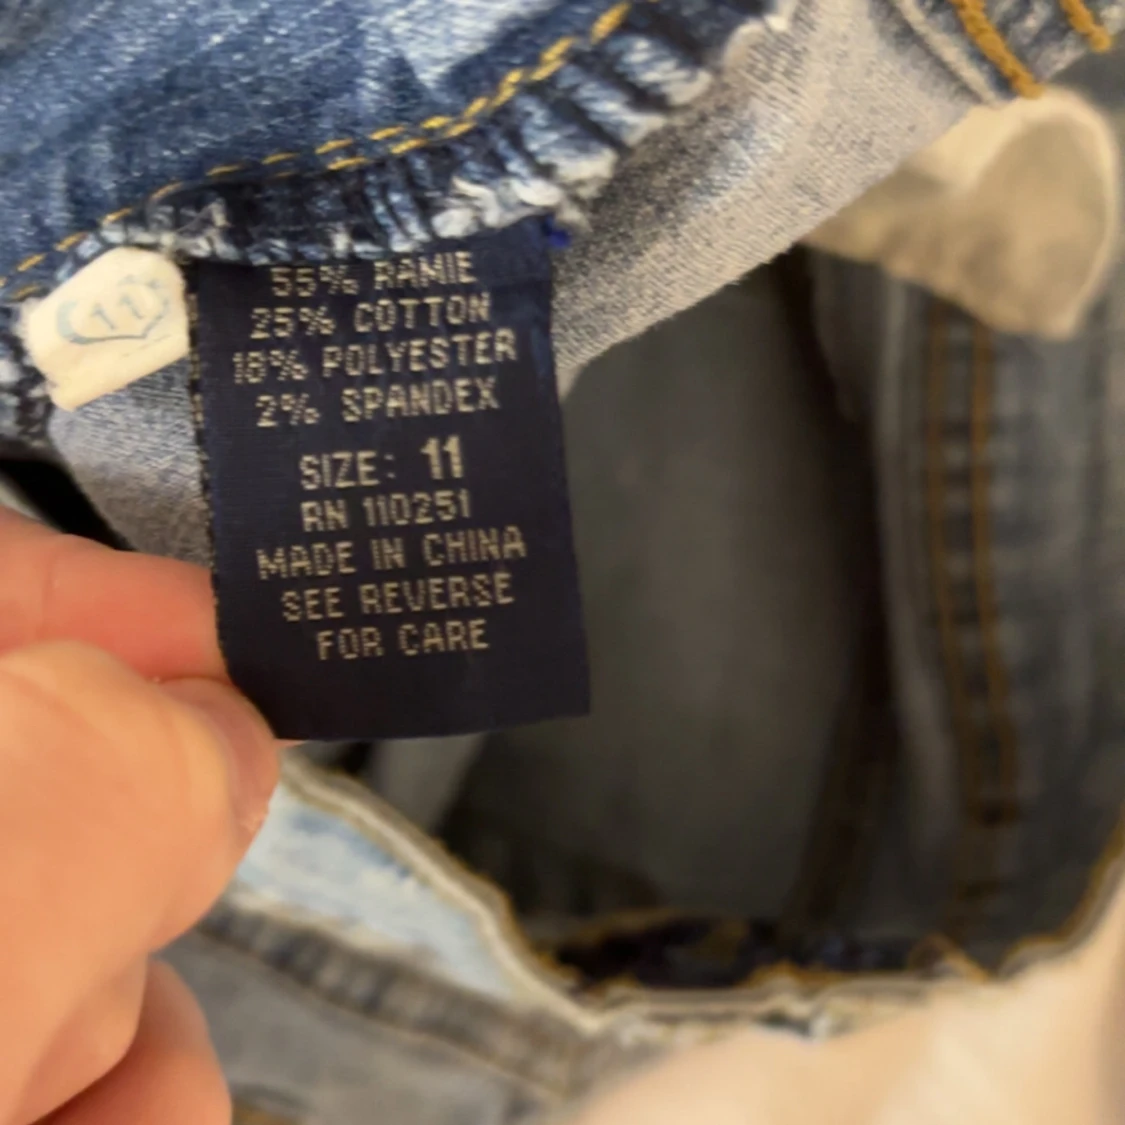 11
55% RAMIE
25% COTTON
18% POLYESTER
2% SPANDEX
SIZE: 11
RN 110251
MADE IN CHINA
SEE REVERSE
FOR CARE